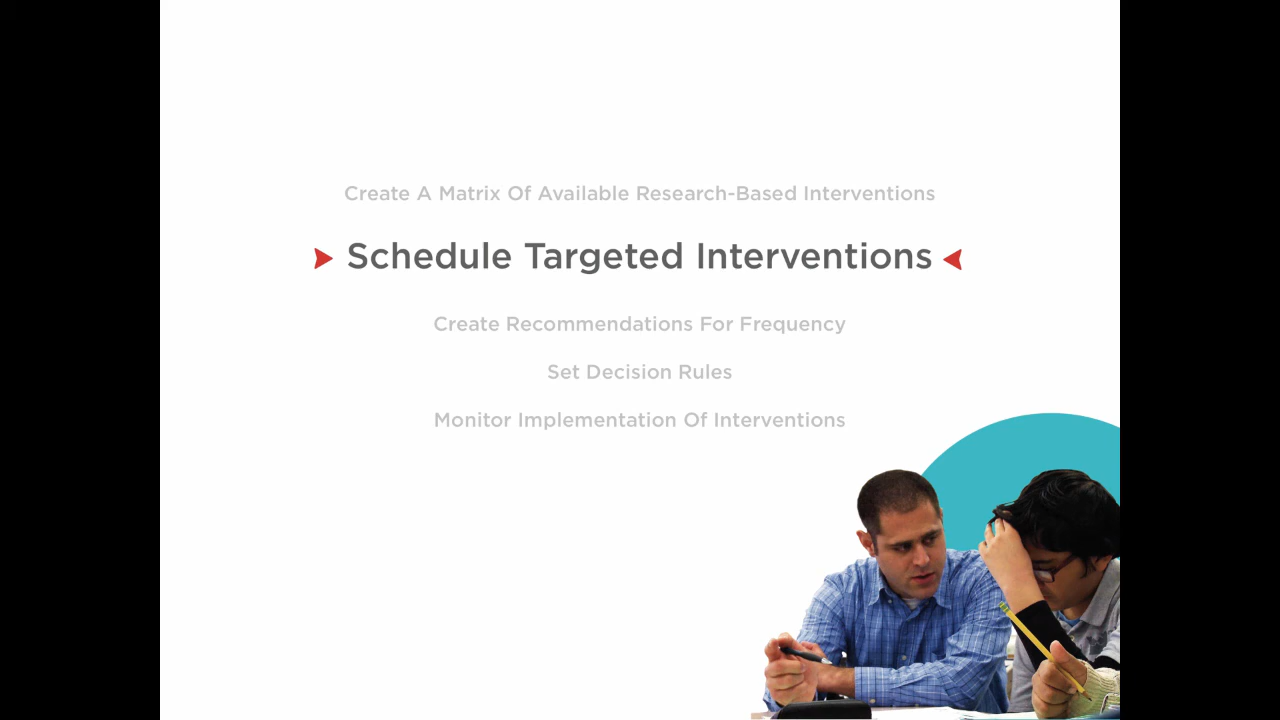 Create A Matrix Of Available Research-Based Interventions
Schedule Targeted Interventions
Create Recommendations For Frequency
Set Decision Rules
Monitor Implementation Of Interventions